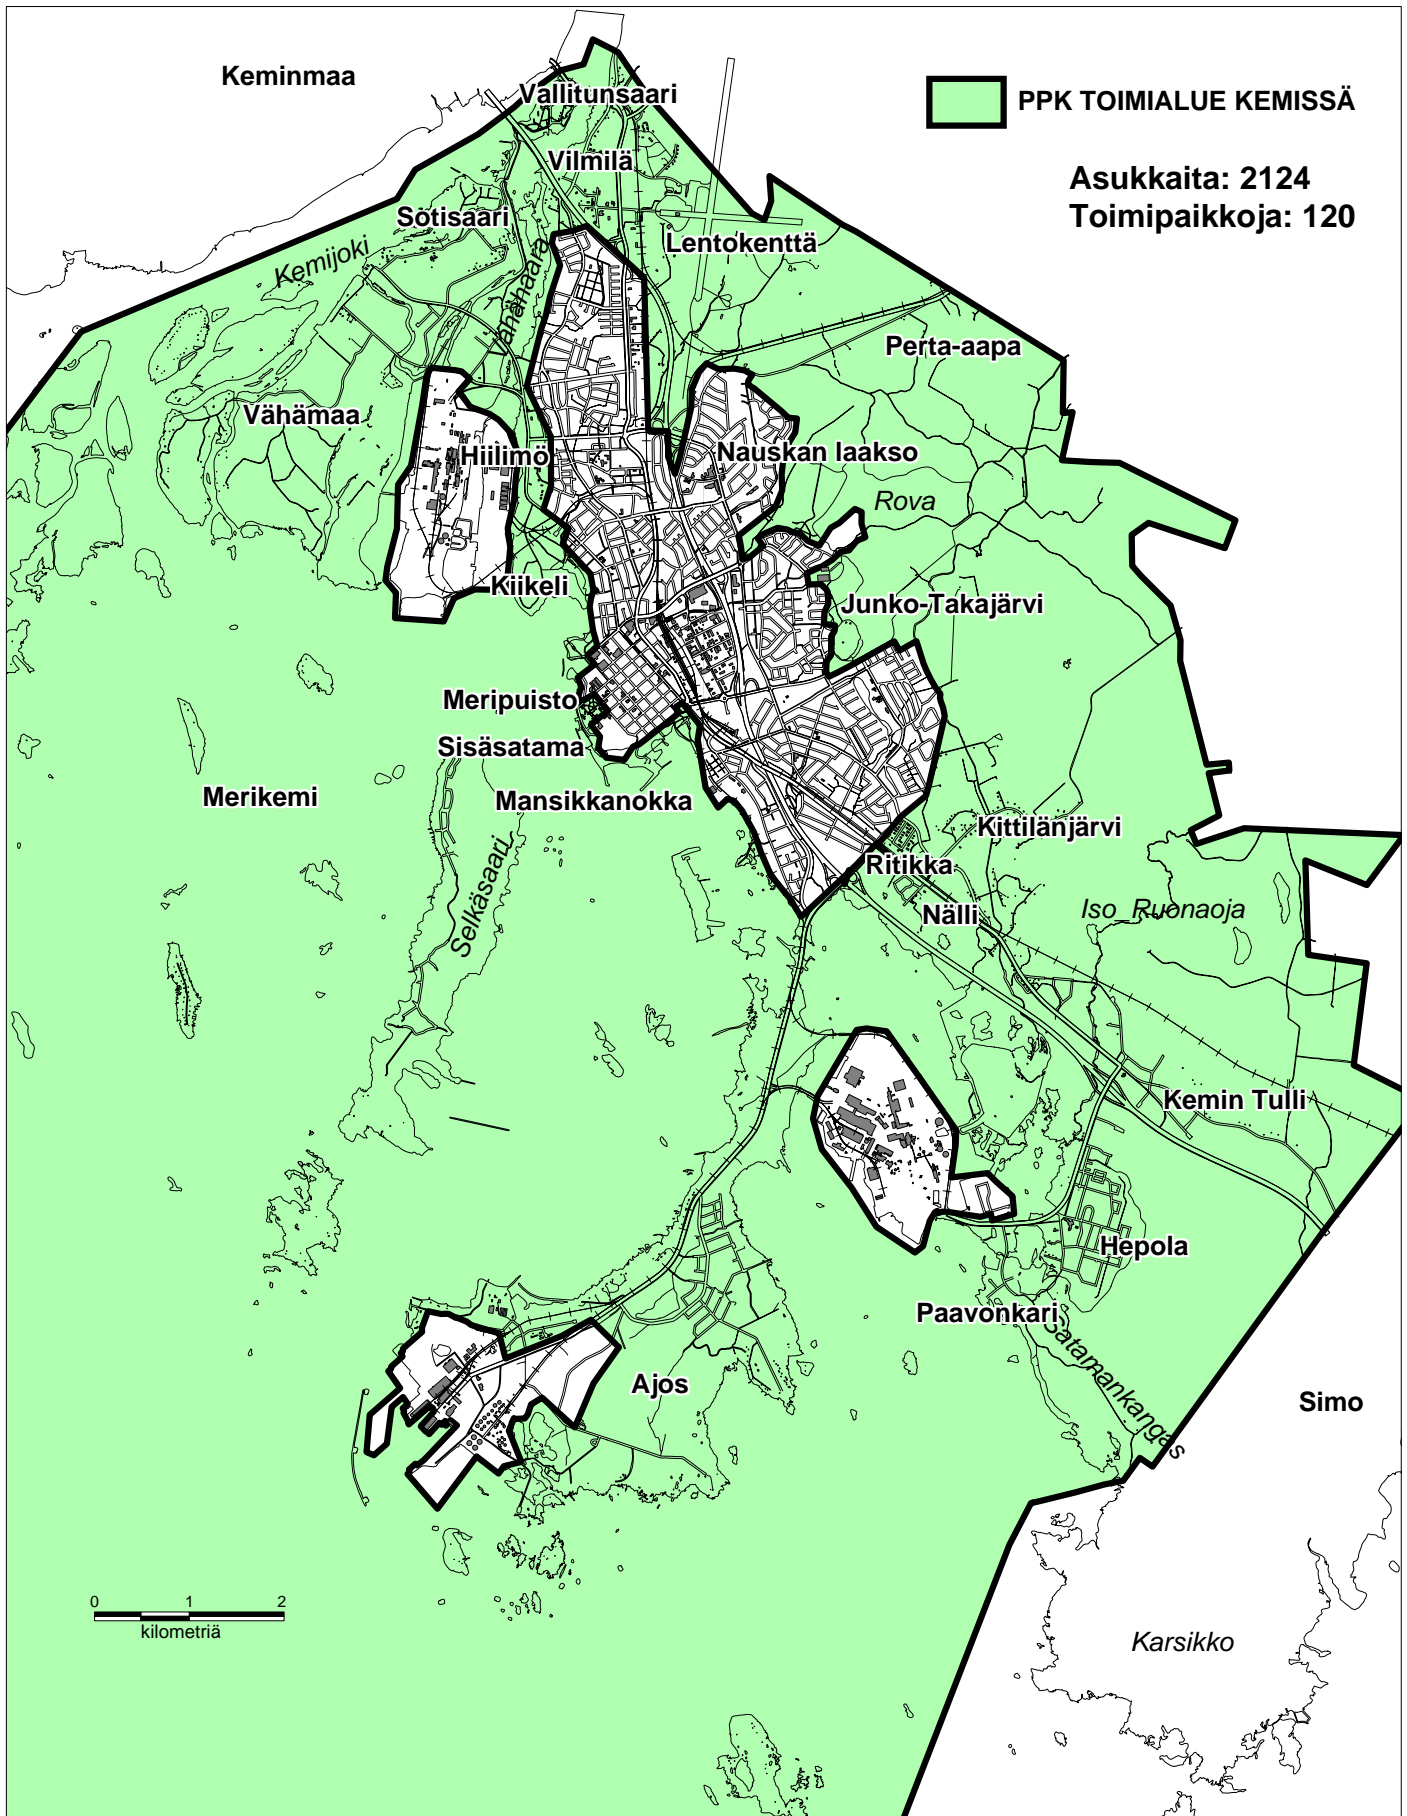 Keminmaa
Vallitunsaari
PPK TOIMIALUE KEMISSÄ
Vilmilä
Asukkaita: 2124
Toimipaikkoja: 120
Sotisaari
Lentokenttä
Kemijoki
Vähähaara
Perta-aapa
Vähämaa
Hiilimö
Nauskan laakso
Rova
Kiikeli
Junko-Takajärvi
Meripuisto
Sisäsatama
Merikemi
Mansikkanokka
Kittilänjärvi
Selkäsaari
Ritikka
Nälli
Iso_Ruonaoja
Kemin Tulli
Hepola
Paavonkari
Satamankangas
Ajos
Simo
0 1 2
kilometriä
Karsikko